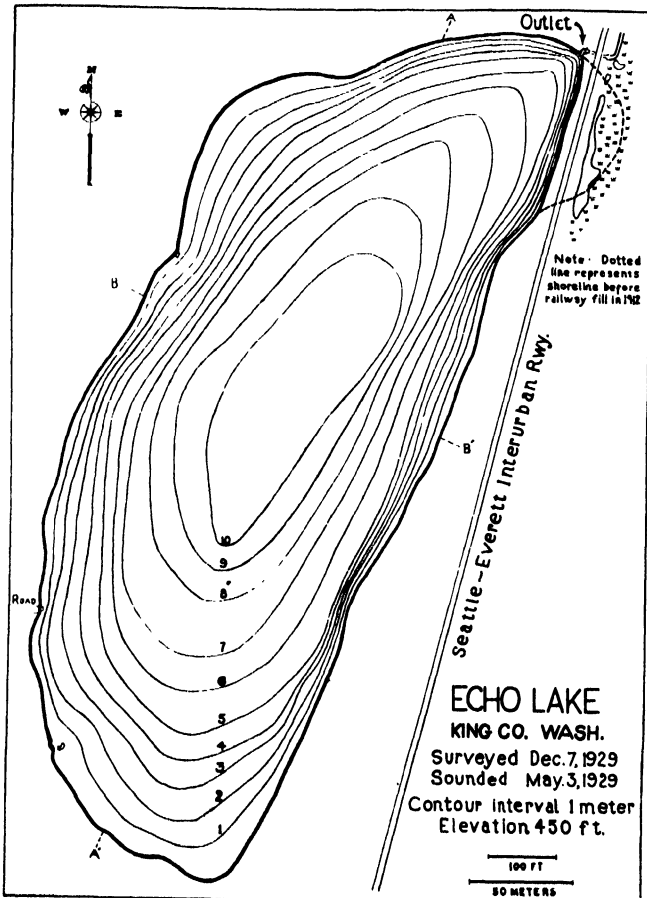 A
Outlet
N
W E
Note: Dotted
line represents
shoreline before
railway fill in 1912
B
B'
Seattle-Everett Interurban Rwy.
10
9
8
7
6
ROAD
5
4
3
2
1
A'
ECHO LAKE
KING CO. WASH.
Surveyed Dec. 7, 1929
Sounded May. 3, 1929
Contour interval 1 meter
Elevation 450 ft.
100 FT
50 METERS